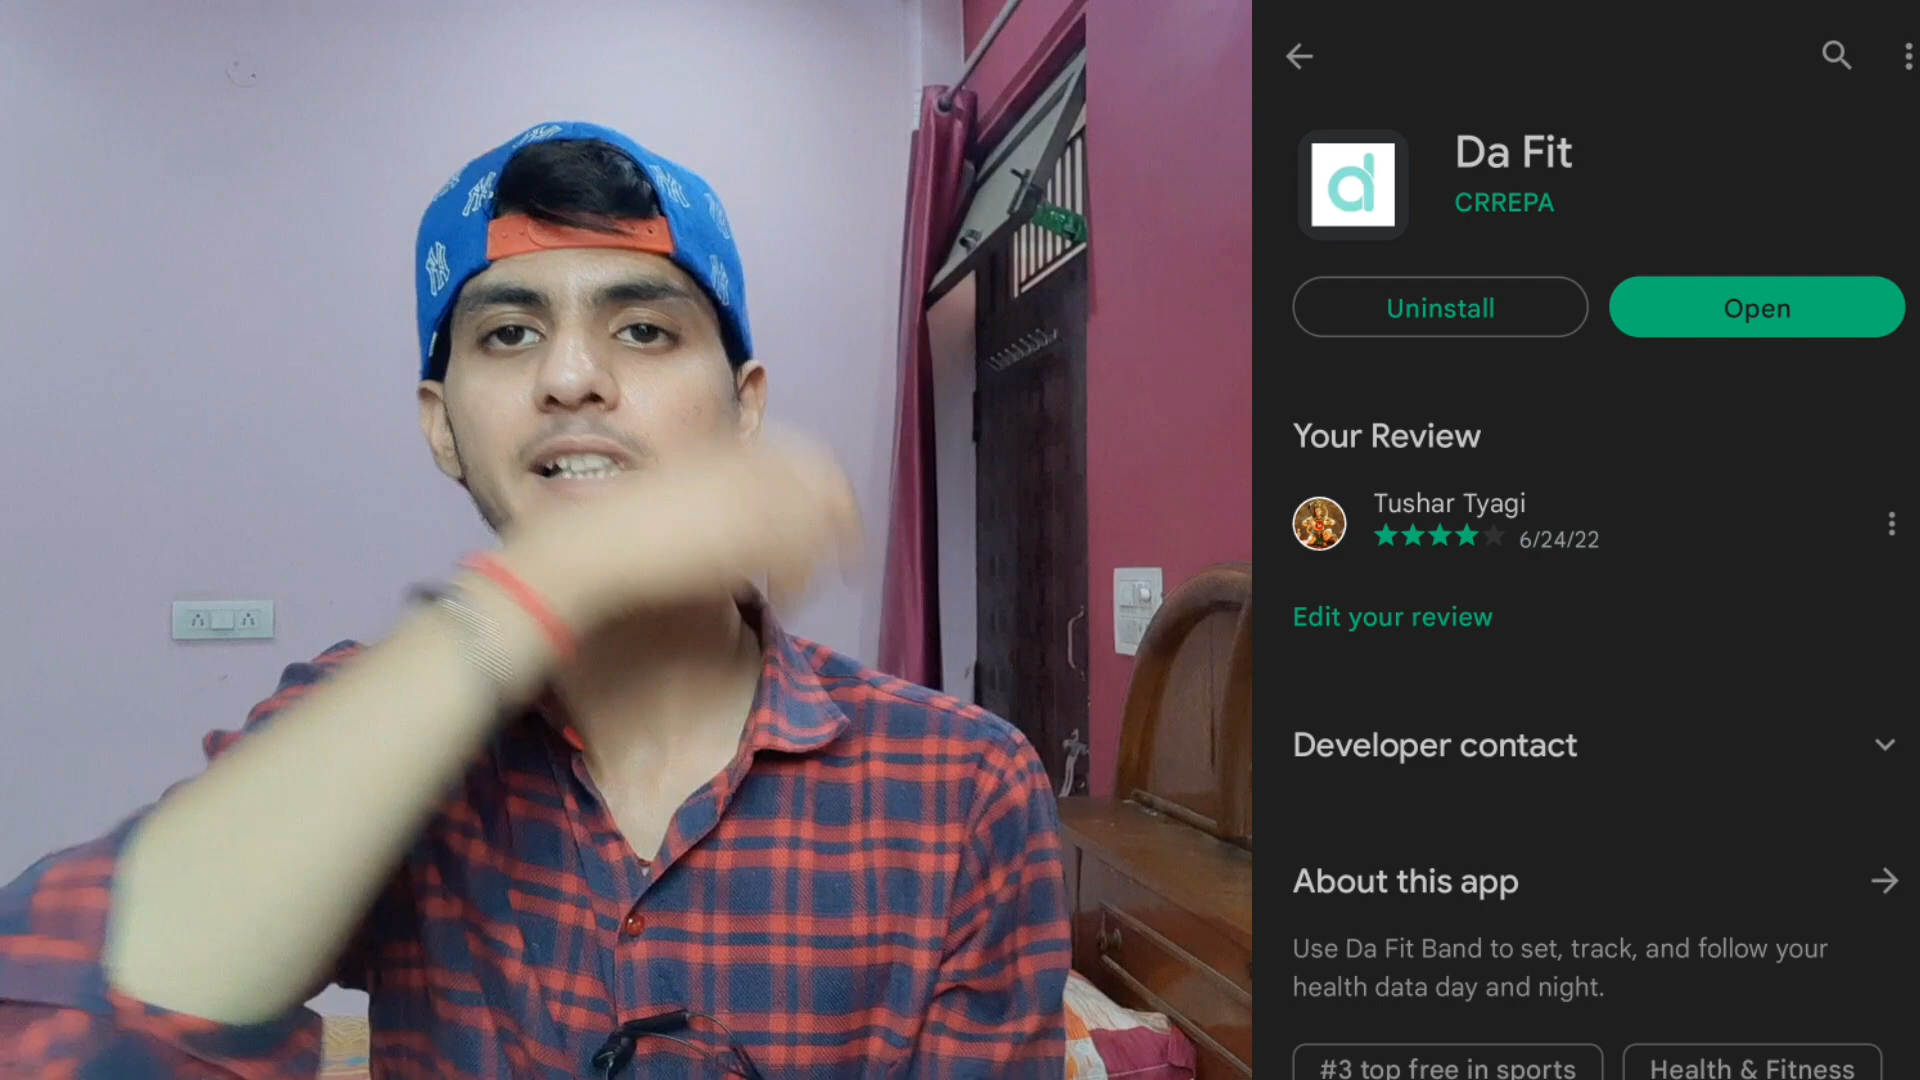 Da Fit
CRREPA
Uninstall
Open
Your Review
Tushar Tyagi
6/24/22
Edit your review
Developer contact
About this app
Use Da Fit Band to set, track, and follow your
health data day and night.
#3 top free in sports
Health & Fitness